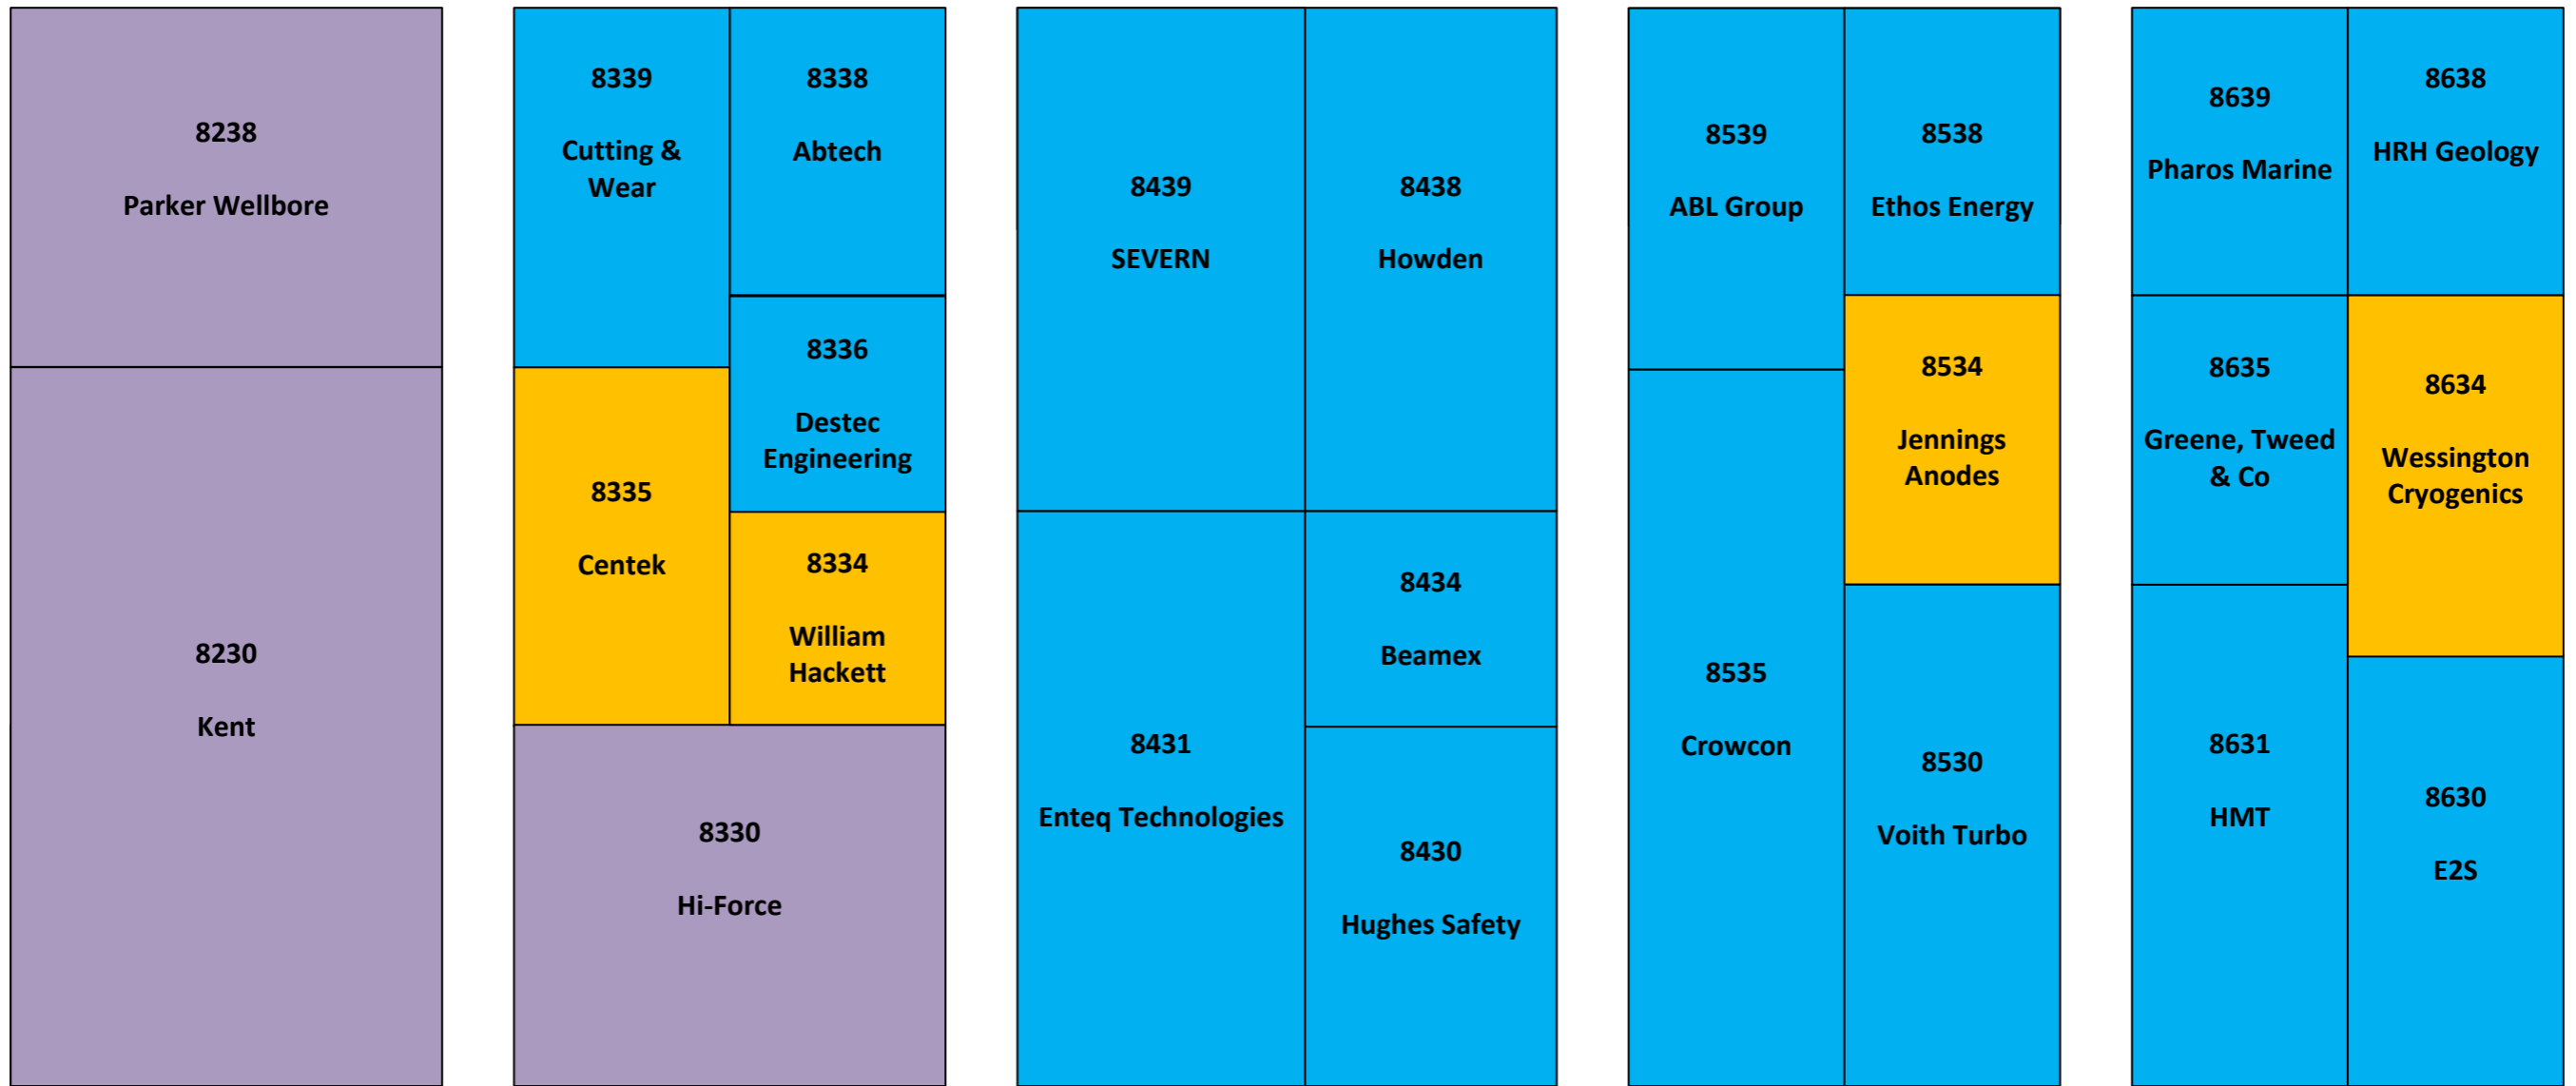 8238
Parker Wellbore
8230
Kent
8339
Cutting &
Wear
8338
Abtech
8336
Destec
Engineering
8335
Centek
8334
William
Hackett
8330
Hi-Force
8439
SEVERN
8438
Howden
8431
Enteq Technologies
8434
Beamex
8430
Hughes Safety
8539
ABL Group
8538
Ethos Energy
8534
Jennings
Anodes
8535
Crowcon
8530
Voith Turbo
8639
Pharos Marine
8638
HRH Geology
8635
Greene, Tweed
& Co
8634
Wessington
Cryogenics
8631
HMT
8630
E2S